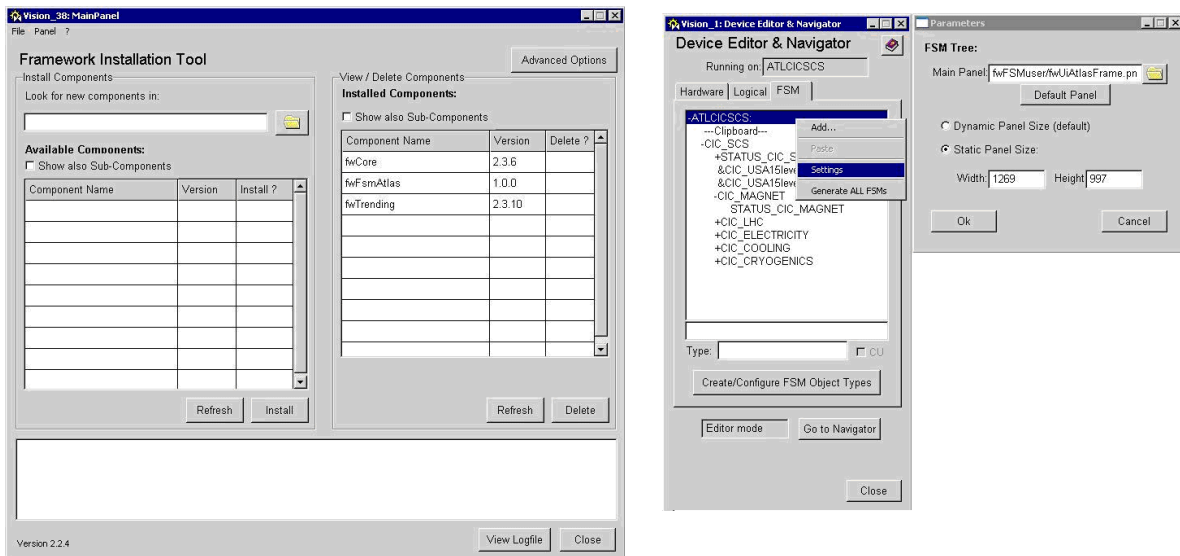 Vision_38: MainPanel
File Panel ?
Framework Installation Tool
Advanced Options
Install Components
Look for new components in:
Available Components:
Show also Sub-Components
Component Name Version Install ?
Refresh Install
View / Delete Components
Installed Components:
Show also Sub-Components
Component Name Version Delete ?
fwCore 2.3.6
fwFsmAtlas 1.0.0
fwTrending 2.3.10
Refresh Delete
Version 2.2.4
View Logfile Close
Vision_1: Device Editor & Navigator
Device Editor & Navigator
Running on: ATLCICSCS
Hardware Logical FSM
-ATLCICSCS:
---Clipboard---
-CIC_SCS
+STATUS_CIC_S
&CIC_USA15leve
&CIC_USA15leve
-CIC_MAGNET
STATUS_CIC_MAGNET
+CIC_LHC
+CIC_ELECTRICITY
+CIC_COOLING
+CIC_CRYOGENICS
Add...
Paste
Settings
Generate ALL FSMs
Type: CU
Create/Configure FSM Object Types
Editor mode Go to Navigator
Close
Parameters
FSM Tree:
Main Panel: fwFSMuser/fwUiAtlasFrame.pn
Default Panel
Dynamic Panel Size (default)
Static Panel Size:
Width: 1269 Height: 997
Ok Cancel